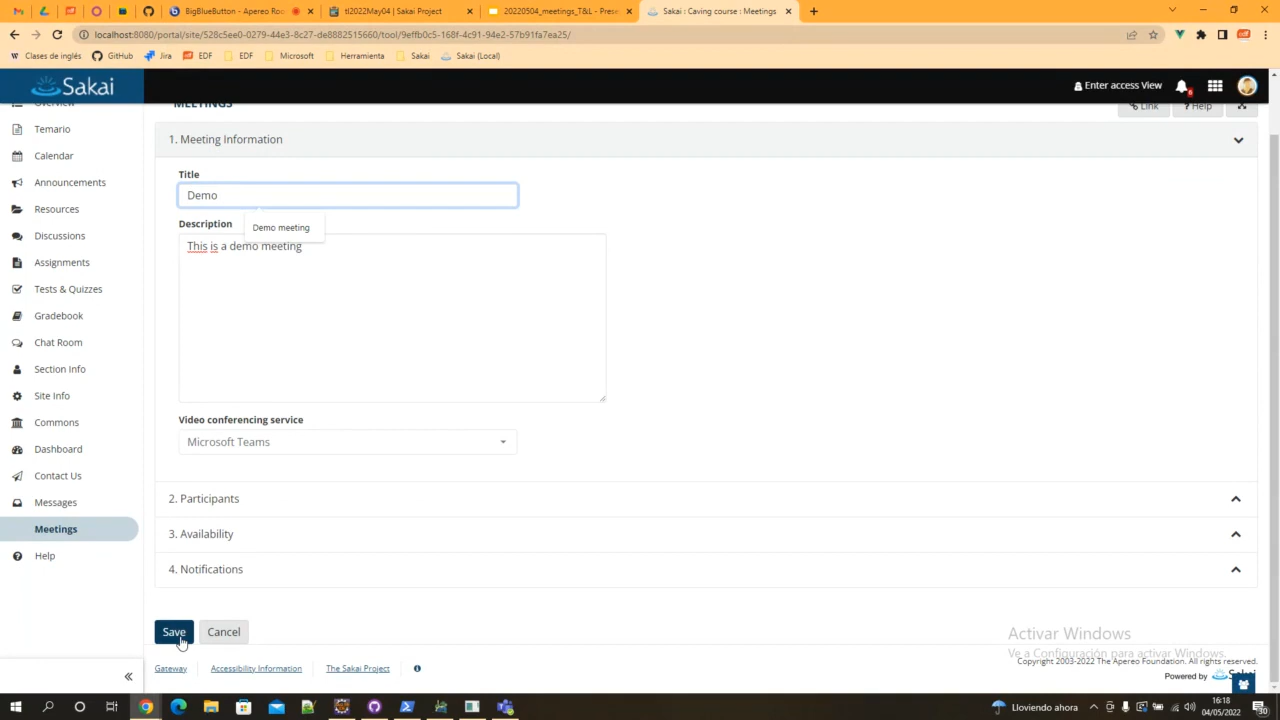 BigBlueButton - Apereo Roo
tl2022May04 | Sakai Project
20220504_meetings_T&L - Prese
Sakai : Caving course : Meetings
localhost:8080/portal/site/528c5ee0-0279-44e3-8c27-de8882515660/tool/9effb0c5-168f-4c91-94e2-57b91fa7ea25/
Clases de inglés
GitHub
Jira
EDF
EDF
Microsoft
Herramienta
Sakai
Sakai (Local)
Sakai
Enter access View
Overview
MEETINGS
Link
? Help
Temario
Calendar
Announcements
Resources
Discussions
Assignments
Tests & Quizzes
Gradebook
Chat Room
Section Info
Site Info
Commons
Dashboard
Contact Us
Messages
Meetings
Help
1. Meeting Information
Title
Demo
Description
Demo meeting
This is a demo meeting
Video conferencing service
Microsoft Teams
2. Participants
3. Availability
4. Notifications
Save
Cancel
Activar Windows
Ve a Configuración para activar Windows.
Gateway
Accessibility Information
The Sakai Project
Copyright 2003-2022 The Apereo Foundation. All rights reserved.
Powered by
Lloviendo ahora
16:18
04/05/2022
30